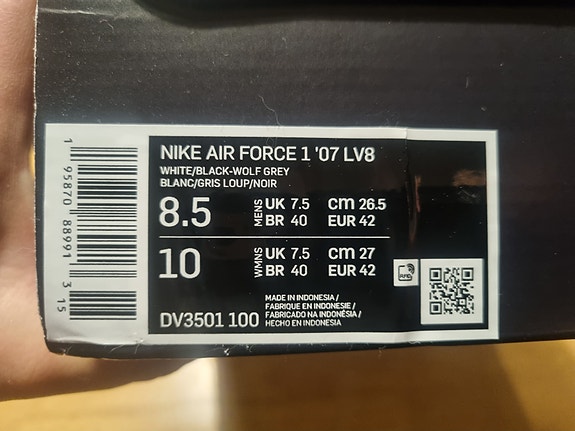 NIKE AIR FORCE 1 '07 LV8
WHITE/BLACK-WOLF GREY
BLANC/GRIS LOUP/NOIR
8.5 MENS UK 7.5 CM 26.5
BR 40 EUR 42
10 WMNS UK 7.5 CM 27
BR 40 EUR 42
MADE IN INDONESIA /
FABRIQUE EN INDONESIE /
FABRICADO NA INDONÉSIA /
HECHO EN INDONESIA
DV3501 100
1 95870 88991 3 15
RFID